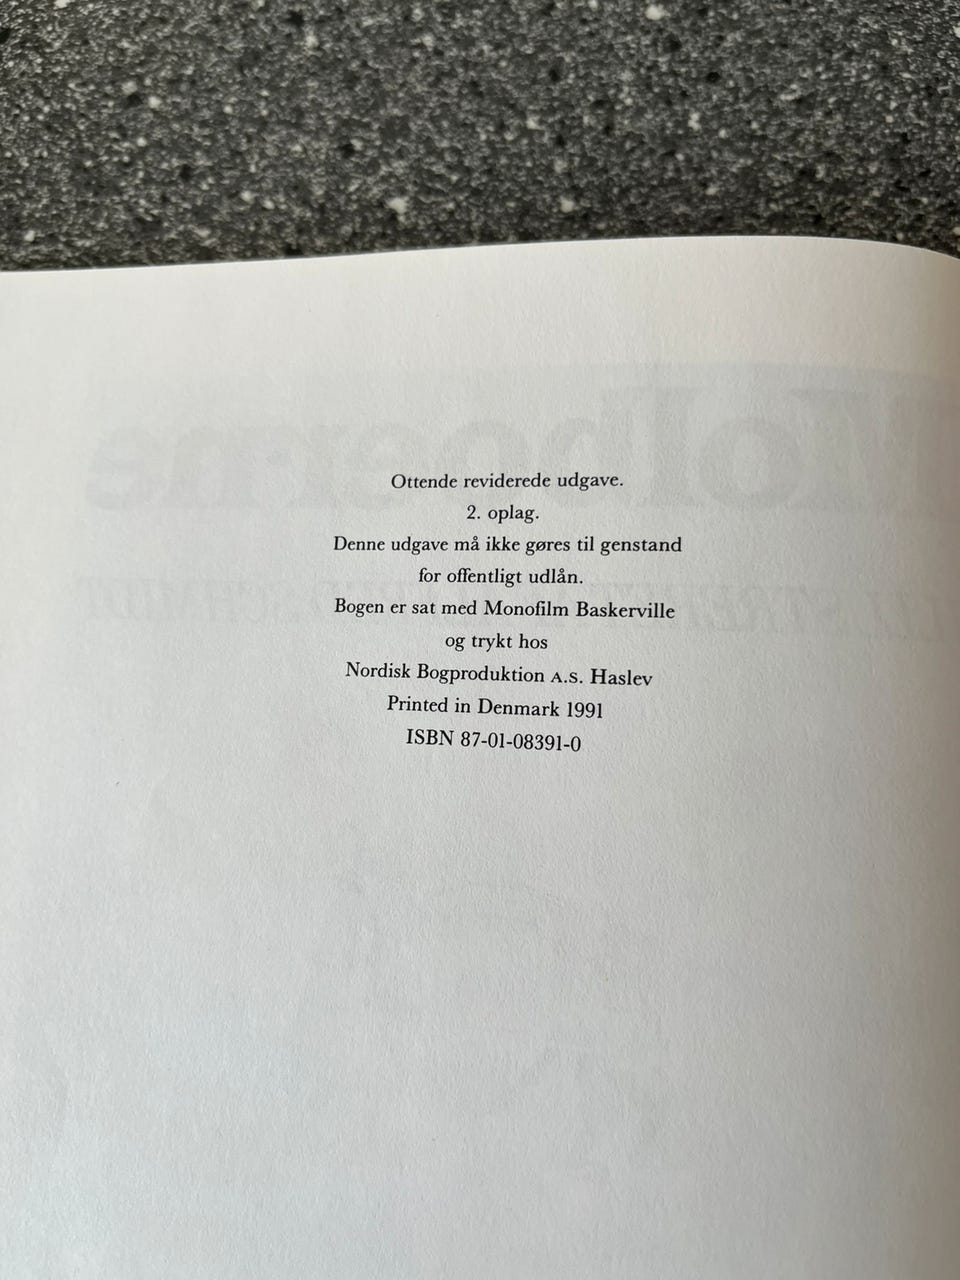 Ottende reviderede udgave.
2. oplag.
Denne udgave må ikke gøres til genstand
for offentligt udlån.
Bogen er sat med Monofilm Baskerville
og trykt hos
Nordisk Bogproduktion A.S. Haslev
Printed in Denmark 1991
ISBN 87-01-08391-0